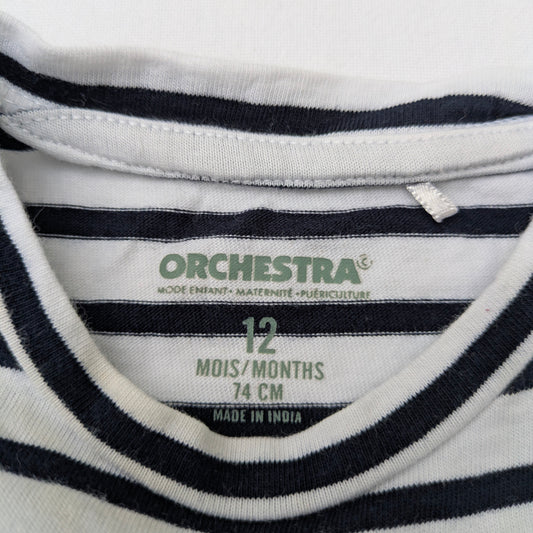 ORCHESTRA
MODE ENFANT • MATERNITÉ • PUÉRICULTURE
12
MOIS/MONTHS
74 CM
MADE IN INDIA